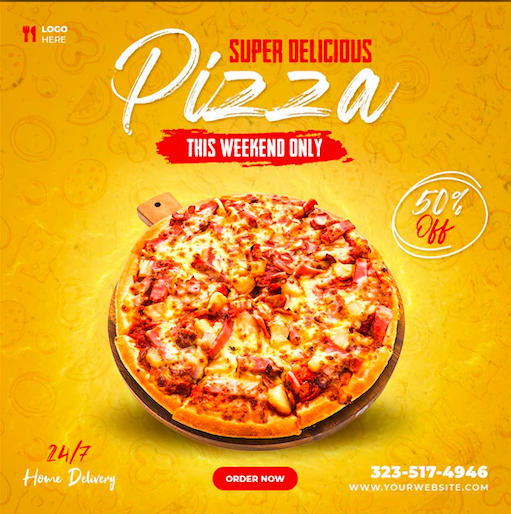 LOGO
HERE
SUPER DELICIOUS
Pizza
THIS WEEKEND ONLY
50%
Off
24/7
Home Delivery
ORDER NOW
323-517-4946
WWW.YOURWEBSITE.COM